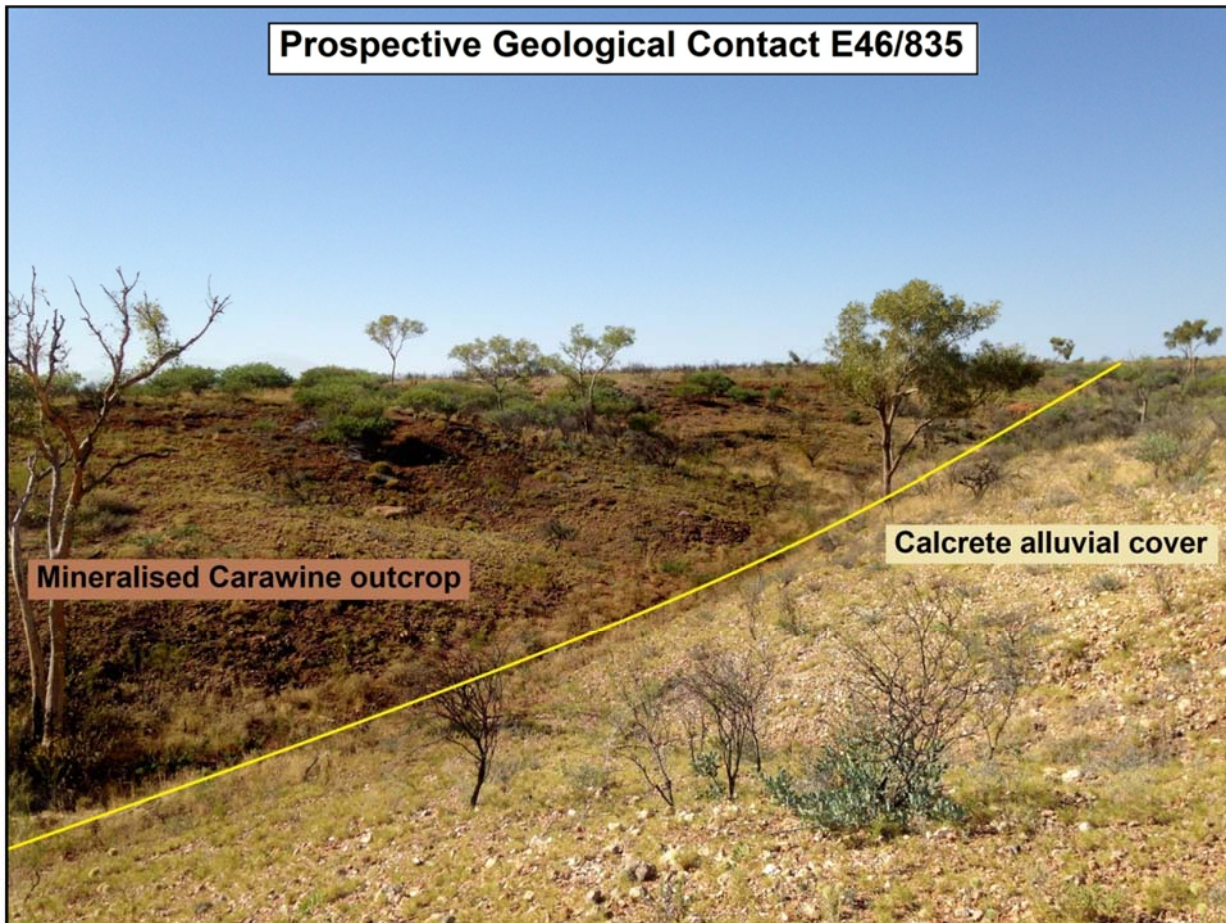 Prospective Geological Contact E46/835
Calcrete alluvial cover
Mineralised Carawine outcrop